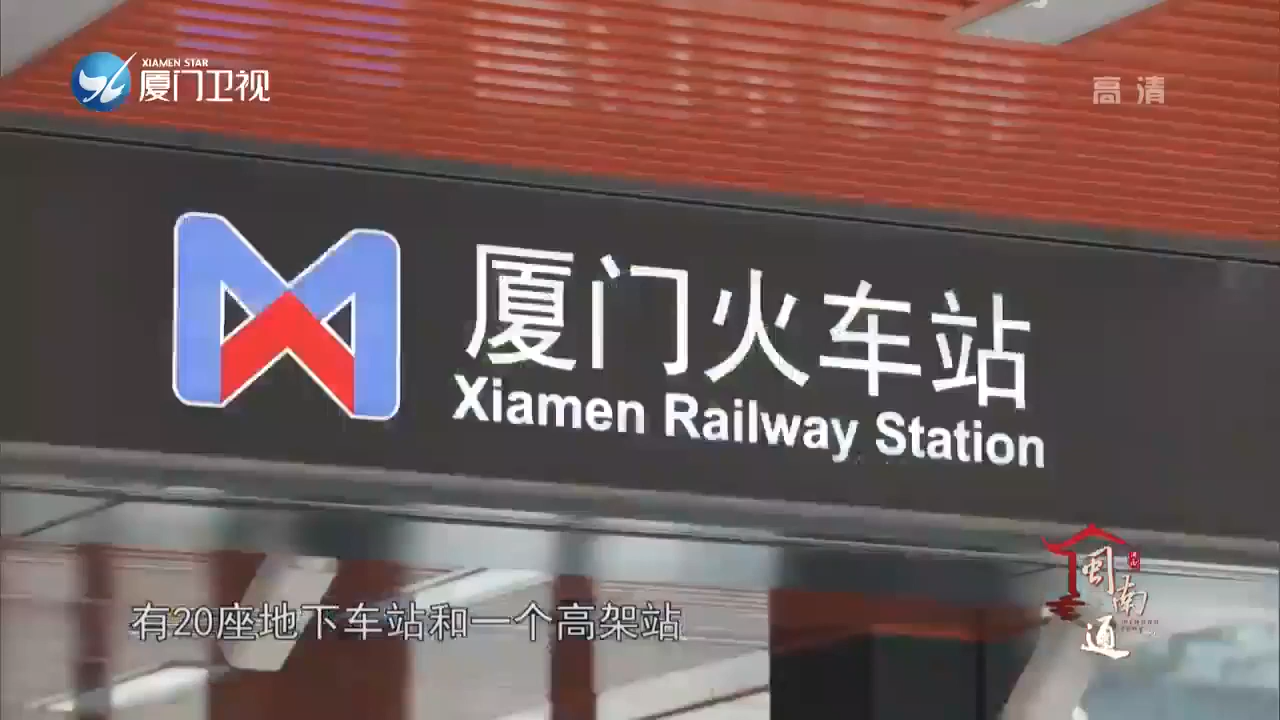 XIAMEN STAR
厦门卫视
高清
厦门火车站
Xiamen Railway Station
闽南通
有20座地下车站和一个高架站